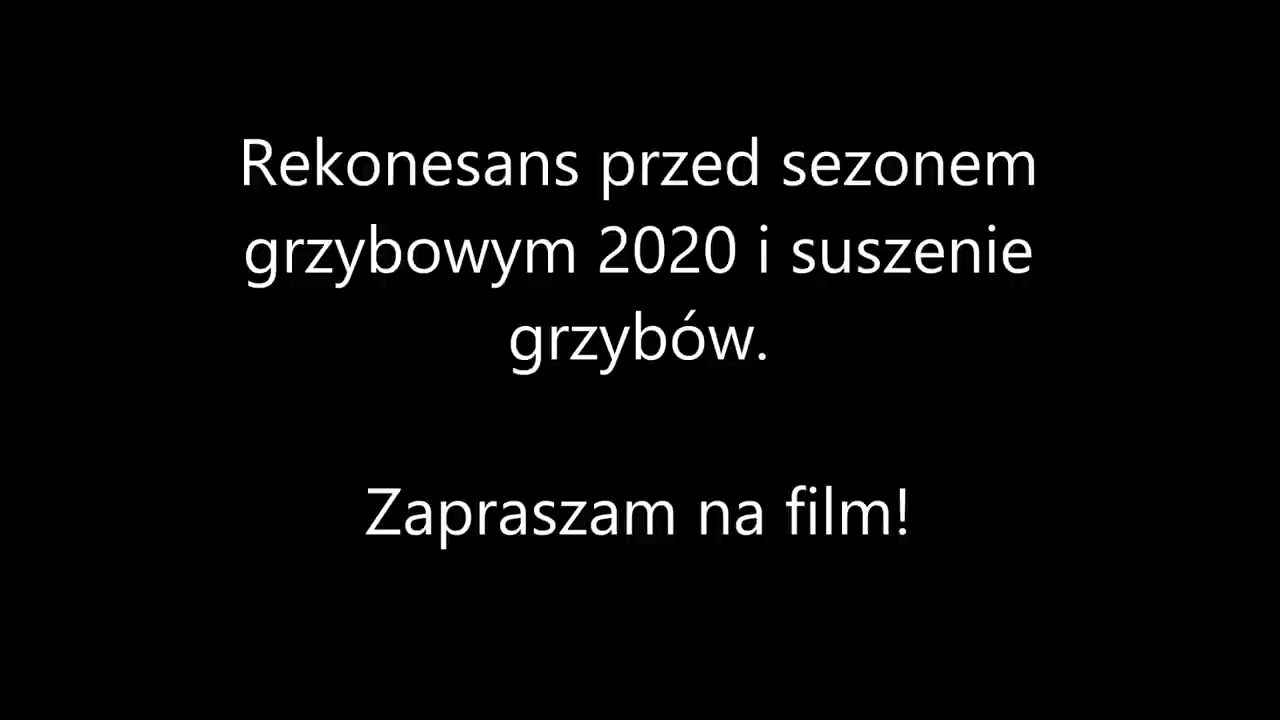 Rekonesans przed sezonem
grzybowym 2020 i suszenie
grzybów.
Zapraszam na film!